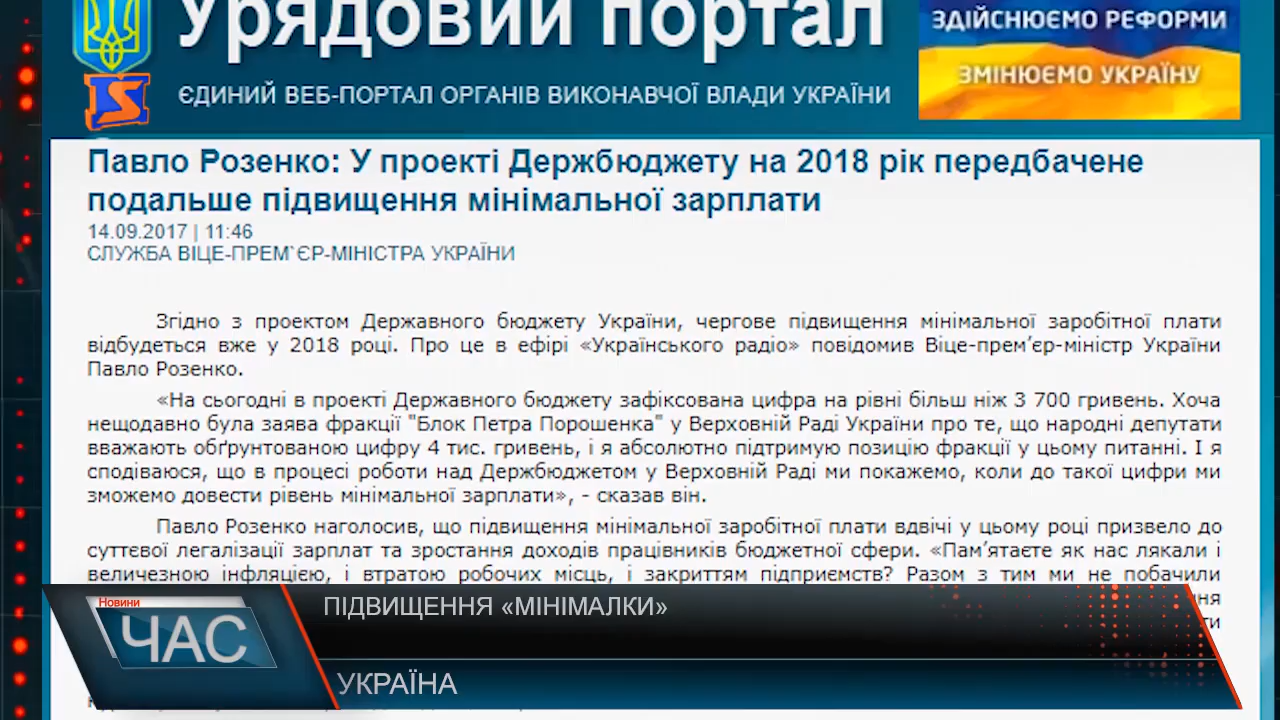 Урядовий портал
ЄДИНИЙ ВЕБ-ПОРТАЛ ОРГАНІВ ВИКОНАВЧОЇ ВЛАДИ УКРАЇНИ
ЗДІЙСНЮЄМО РЕФОРМИ
ЗМІНЮЄМО УКРАЇНУ
Павло Розенко: У проекті Держбюджету на 2018 рік передбачене
подальше підвищення мінімальної зарплати
14.09.2017 | 11:46
СЛУЖБА ВІЦЕ-ПРЕМ`ЄР-МІНІСТРА УКРАЇНИ
Згідно з проектом Державного бюджету України, чергове підвищення мінімальної заробітної плати
відбудеться вже у 2018 році. Про це в ефірі «Українського радіо» повідомив Віце-прем’єр-міністр України
Павло Розенко.
«На сьогодні в проекті Державного бюджету зафіксована цифра на рівні більш ніж 3 700 гривень. Хоча
нещодавно була заява фракції "Блок Петра Порошенка" у Верховній Раді України про те, що народні депутати
вважають обґрунтованою цифру 4 тис. гривень, і я абсолютно підтримую позицію фракції у цьому питанні. І я
сподіваюся, що в процесі роботи над Держбюджетом у Верховній Раді ми покажемо, коли до такої цифри ми
зможемо довести рівень мінімальної зарплати», - сказав він.
Павло Розенко наголосив, що підвищення мінімальної заробітної плати вдвічі у цьому році призвело до
суттєвої легалізації зарплат та зростання доходів працівників бюджетної сфери. «Пам’ятаєте як нас лякали і
величезною інфляцією, і втратою робочих місць, і закриттям підприємств? Разом з тим ми не побачили
Новини
ЧАС
ПІДВИЩЕННЯ «МІНІМАЛКИ»
УКРАЇНА